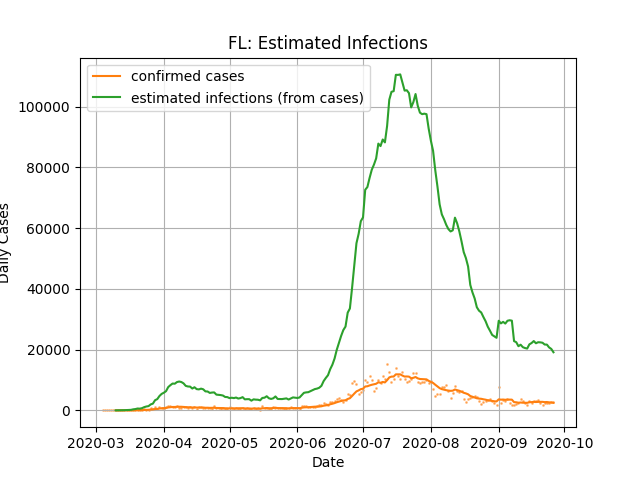 FL: Estimated Infections
confirmed cases
estimated infections (from cases)
100000
80000
60000
40000
20000
0
Daily Cases
2020-03 2020-04 2020-05 2020-06 2020-07 2020-08 2020-09 2020-10
Date